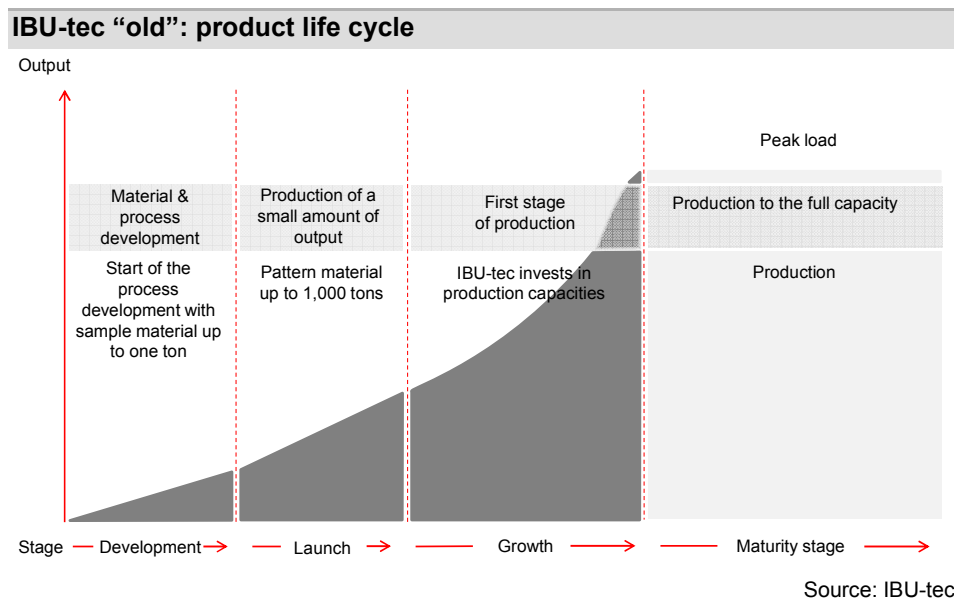 IBU-tec “old”: product life cycle
Output
Material &
process
development
Start of the
process
development with
sample material up
to one ton
Production of a
small amount of
output
Pattern material
up to 1,000 tons
First stage
of production
IBU-tec invests in
production capacities
Peak load
Production to the full capacity
Production
Stage
Development
Launch
Growth
Maturity stage
Source: IBU-tec